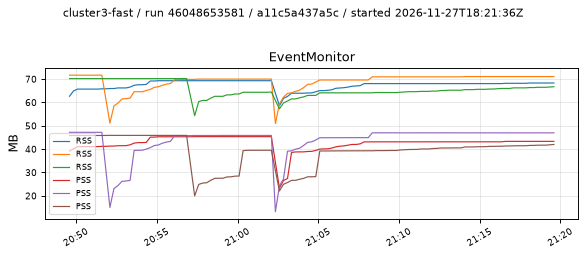 cluster3-fast / run 46048653581 / a11c5a437a5c / started 2026-11-27T18:21:36Z
EventMonitor
MB
70
60
50
40
30
20
RSS
RSS
RSS
PSS
PSS
PSS
20:50
20:55
21:00
21:05
21:10
21:15
21:20